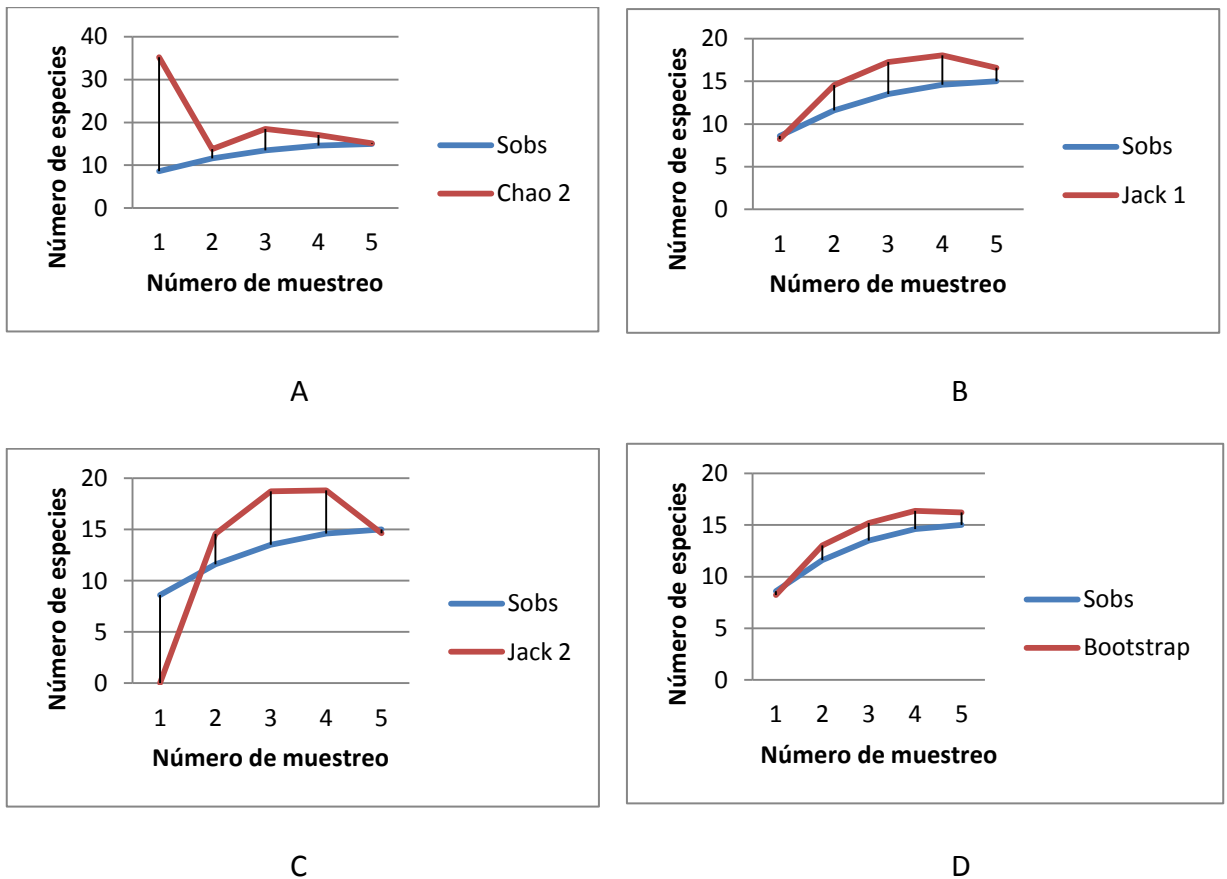 Número de especies
40
30
20
10
0
1 2 3 4 5
Número de muestreo
Sobs
Chao 2
A
Número de especies
20
15
10
5
0
1 2 3 4 5
Número de muestreo
Sobs
Jack 1
B
Número de especies
20
15
10
5
0
1 2 3 4 5
Número de muestreo
Sobs
Jack 2
C
Número de especies
20
15
10
5
0
1 2 3 4 5
Número de muestreo
Sobs
Bootstrap
D